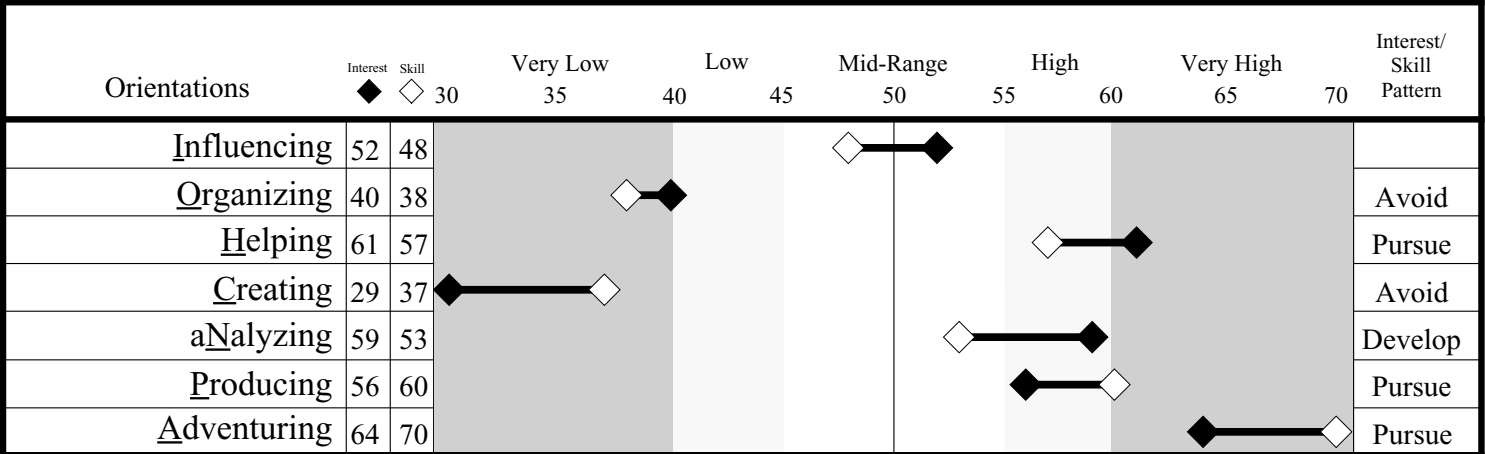 Orientations Interest Skill Very Low Low Mid-Range High Very High Interest/
Skill
Pattern
30 35 40 45 50 55 60 65 70
Influencing 52 48
Organizing 40 38 Avoid
Helping 61 57 Pursue
Creating 29 37 Avoid
aNalyzing 59 53 Develop
Producing 56 60 Pursue
Adventuring 64 70 Pursue